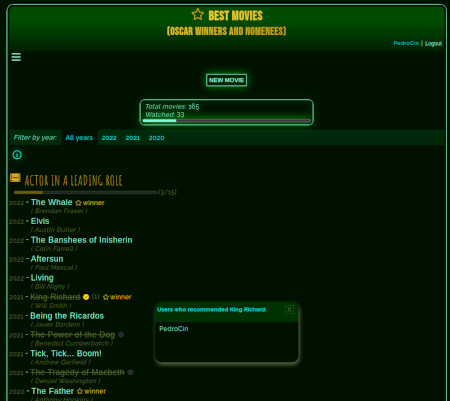 BEST MOVIES
(OSCAR WINNERS AND NOMENEES)
PedroCin | Logout
NEW MOVIE
Total movies: 165
Watched: 33
Filter by year: All years 2022 2021 2020
ACTOR IN A LEADING ROLE
(3/15)
2022 - The Whale winner
( Brendan Fraser )
2022 - Elvis
( Austin Butler )
2022 - The Banshees of Inisherin
( Colin Farrell )
2022 - Aftersun
( Paul Mescal )
2022 - Living
( Bill Nighy )
2021 - King Richard (1) winner
( Will Smith )
2021 - Being the Ricardos
( Javier Bardem )
2021 - The Power of the Dog
( Benedict Cumberbatch )
2021 - Tick, Tick... Boom!
( Andrew Garfield )
2021 - The Tragedy of Macbeth
( Denzel Washington )
2020 - The Father winner
( Anthony Hopkins )
Users who recommended King Richard: X
PedroCin